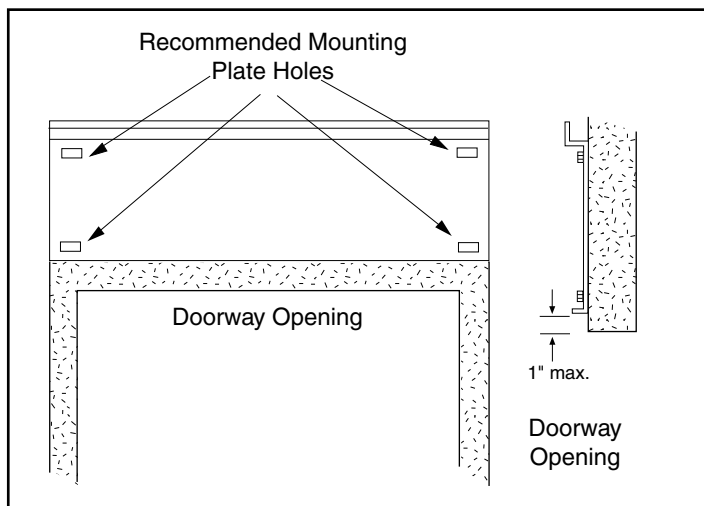 Recommended Mounting
Plate Holes
Doorway Opening
1" max.
Doorway
Opening